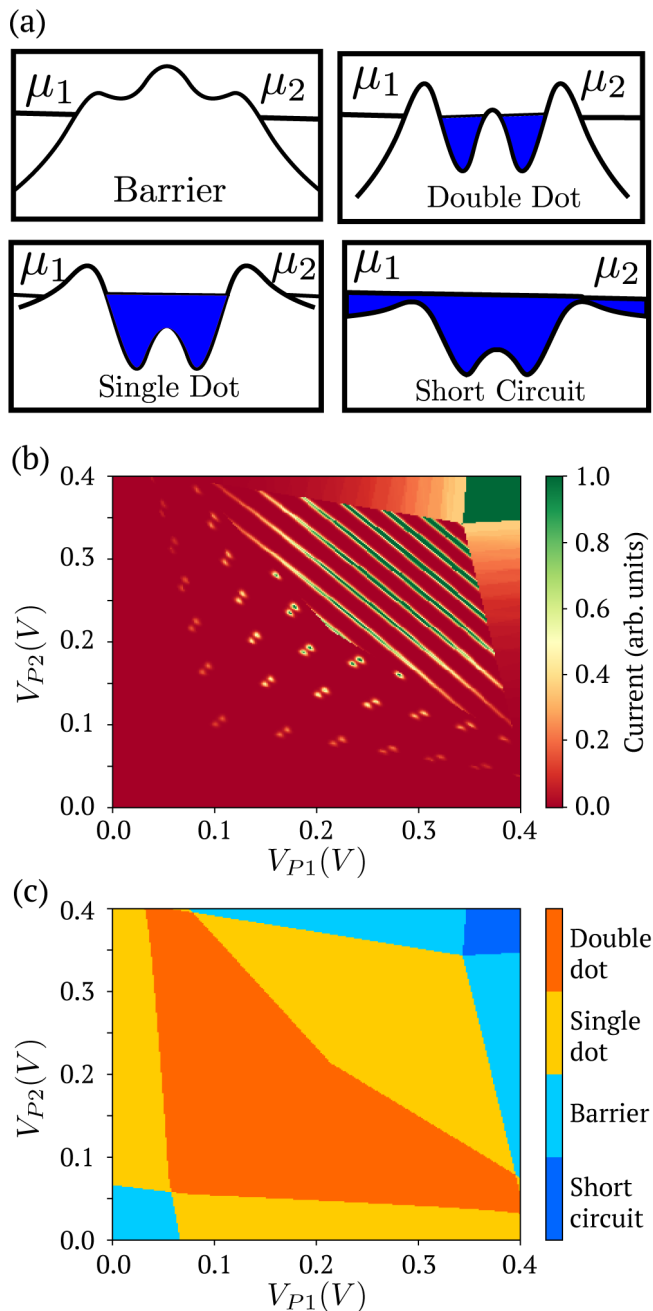 (a)
μ1
μ2
Barrier
μ1
μ2
Double Dot
μ1
μ2
Single Dot
μ1
μ2
Short Circuit
(b)
0.4
0.3
0.2
0.1
0.0
VP2(V)
0.0
0.1
0.2
0.3
0.4
VP1(V)
1.0
0.8
0.6
0.4
0.2
0.0
Current (arb. units)
(c)
0.4
0.3
0.2
0.1
0.0
VP2(V)
0.0
0.1
0.2
0.3
0.4
VP1(V)
Double
dot
Single
dot
Barrier
Short
circuit